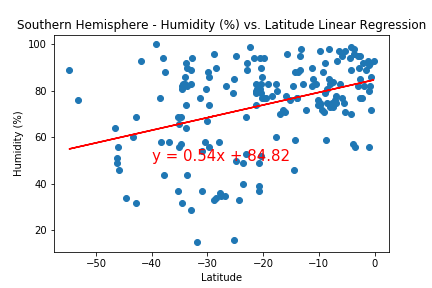 Southern Hemisphere - Humidity (%) vs. Latitude Linear Regression
Humidity (%)
100
80
60
40
20
y = 0.54x + 84.82
−50
−40
−30
−20
−10
0
Latitude